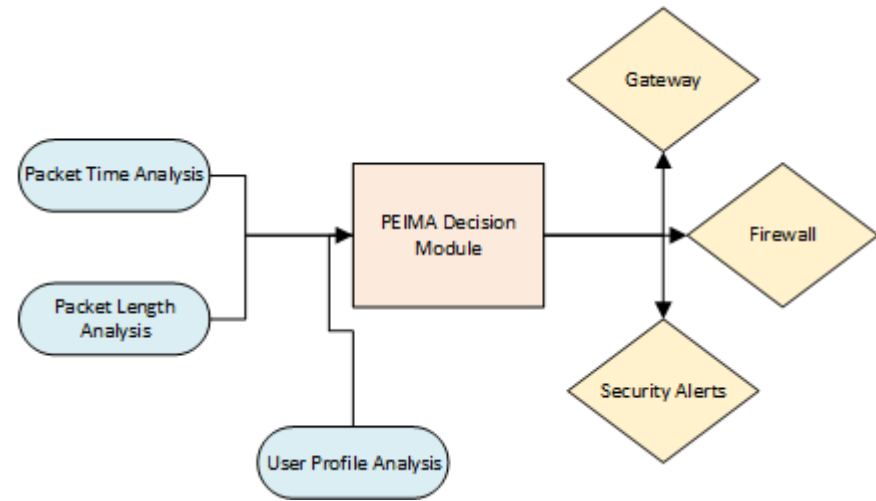 Gateway
Packet Time Analysis
PEIMA Decision
Module
Firewall
Packet Length
Analysis
Security Alerts
User Profile Analysis